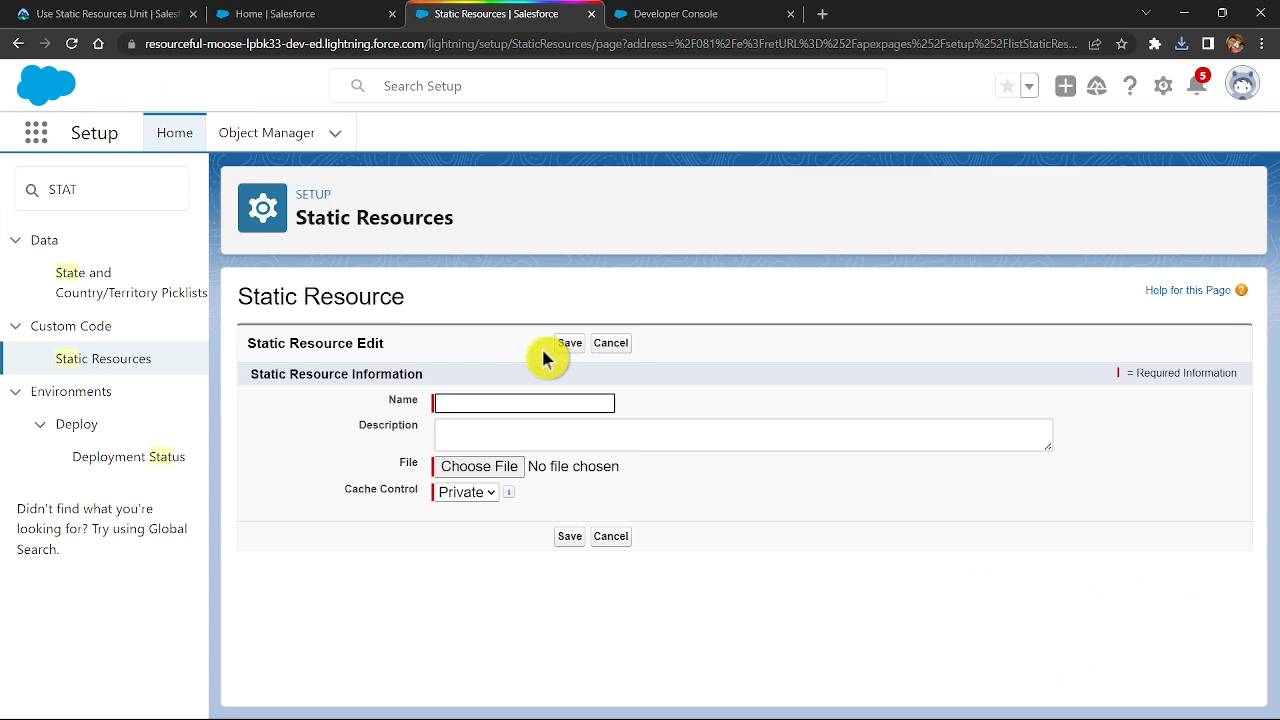 Use Static Resources Unit | Salesf
Home | Salesforce
Static Resources | Salesforce
Developer Console
resourceful-moose-lpbk33-dev-ed.lightning.force.com/lightning/setup/StaticResources/page?address=%2F081%2Fe%3FretURL%3D%252Fapexpages%252Fsetup%252FlistStaticRes...
Search Setup
5
Setup
Home
Object Manager
STAT
Data
State and
Country/Territory Picklists
Custom Code
Static Resources
Environments
Deploy
Deployment Status
Didn't find what you're
looking for? Try using Global
Search.
SETUP
Static Resources
Static Resource
Help for this Page ?
Static Resource Edit
Save
Cancel
Static Resource Information
= Required Information
Name
Description
File
Choose File No file chosen
Cache Control
Private
i
Save
Cancel